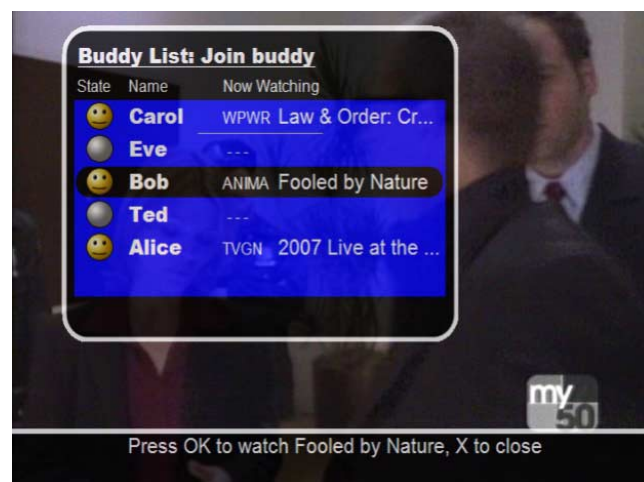 Buddy List: Join buddy
State Name Now Watching
Carol WPWR Law & Order: Cr...
Eve ---
Bob ANIMA Fooled by Nature
Ted ---
Alice TVGN 2007 Live at the ...
my
50
Press OK to watch Fooled by Nature, X to close